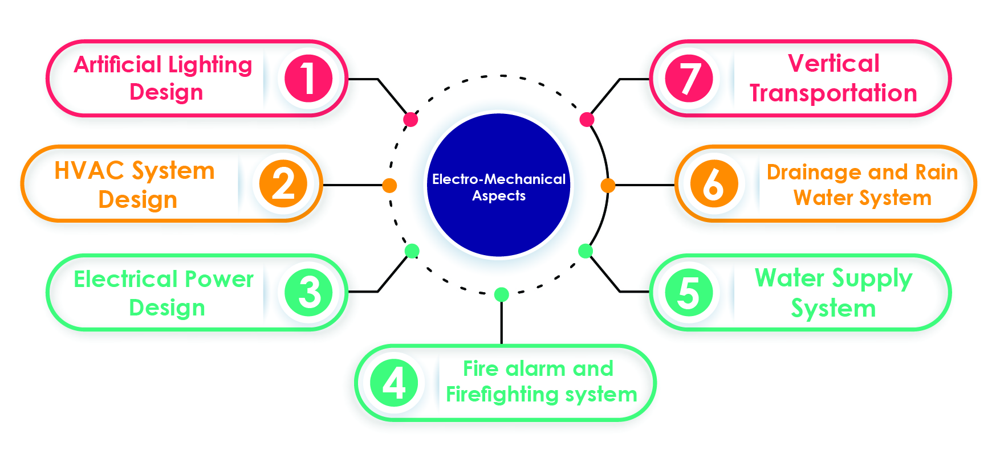 Electro-Mechanical
Aspects
1
Artificial Lighting
Design
2
HVAC System
Design
3
Electrical Power
Design
4
Fire alarm and
Firefighting system
5
Water Supply
System
6
Drainage and Rain
Water System
7
Vertical
Transportation